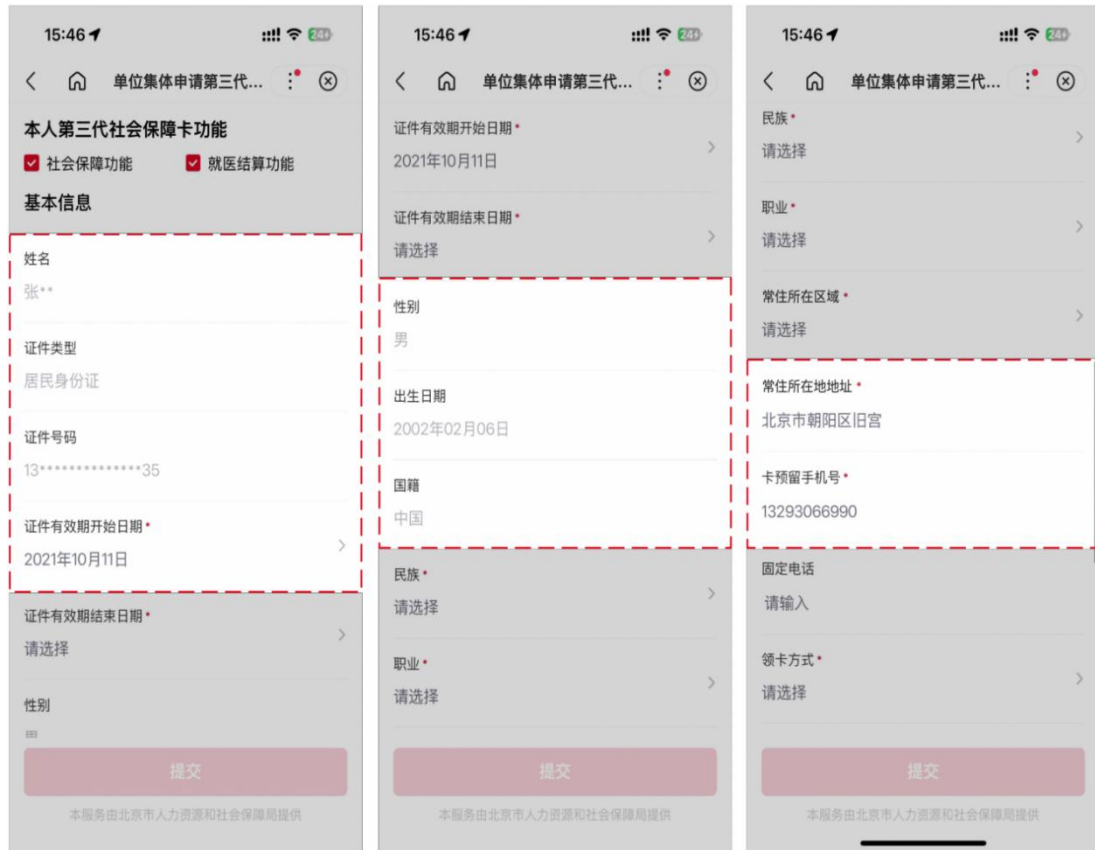 15:46
单位集体申请第三代...
本人第三代社会保障卡功能
社会保障功能
就医结算功能
基本信息
姓名
张**
证件类型
居民身份证
证件号码
13**************35
证件有效期开始日期*
2021年10月11日
证件有效期结束日期*
请选择
性别
提交
本服务由北京市人力资源和社会保障局提供
15:46
单位集体申请第三代...
证件有效期开始日期*
2021年10月11日
证件有效期结束日期*
请选择
性别
男
出生日期
2002年02月06日
国籍
中国
民族*
请选择
职业*
请选择
提交
本服务由北京市人力资源和社会保障局提供
15:46
单位集体申请第三代...
民族*
请选择
职业*
请选择
常住所在区域*
请选择
常住所在地地址*
北京市朝阳区旧宫
卡预留手机号*
13293066990
固定电话
请输入
领卡方式*
请选择
提交
本服务由北京市人力资源和社会保障局提供